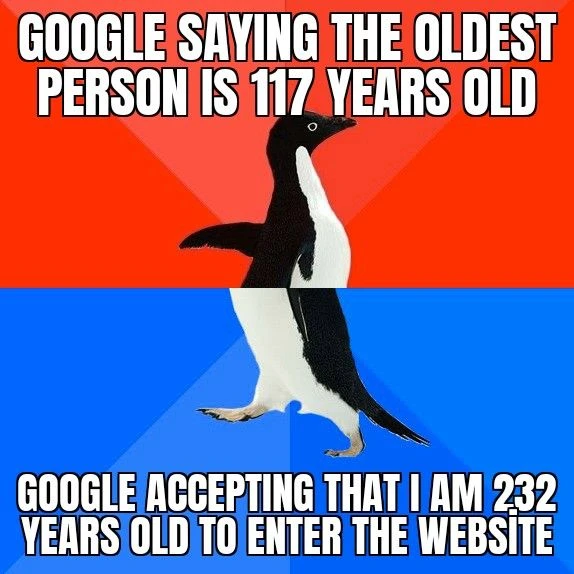 GOOGLE SAYING THE OLDEST
PERSON IS 117 YEARS OLD
GOOGLE ACCEPTING THAT I AM 232
YEARS OLD TO ENTER THE WEBSİTE